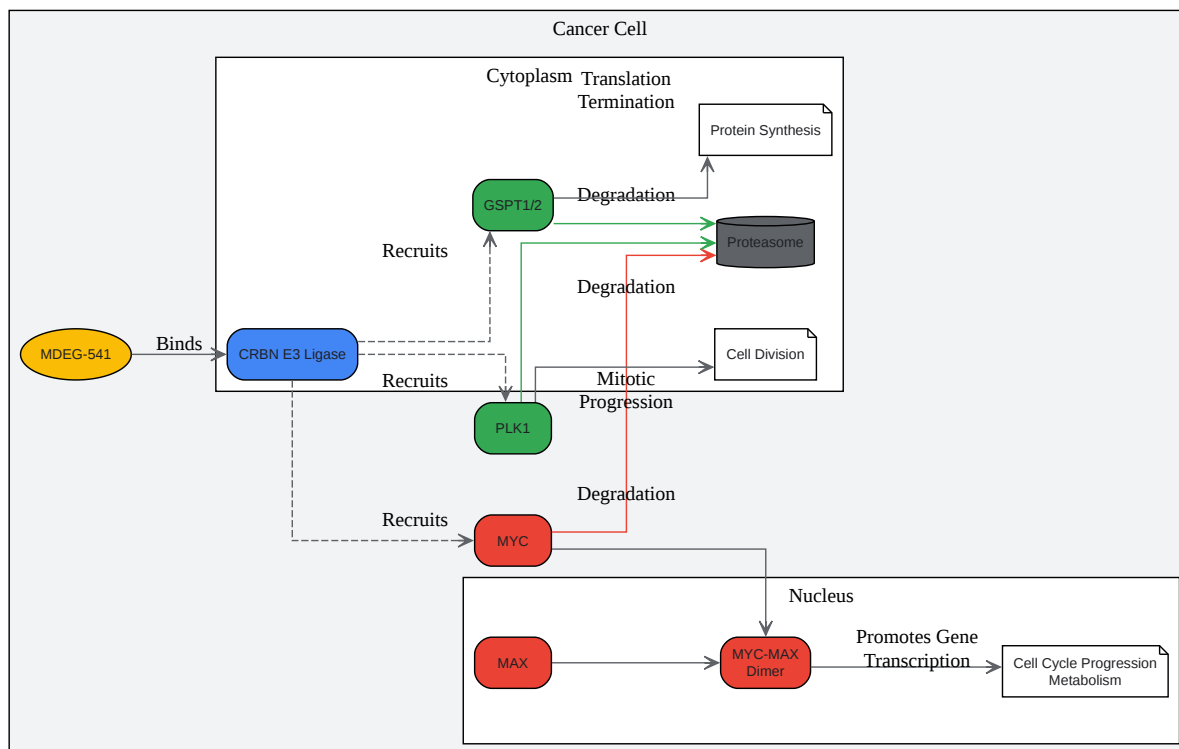 Cancer Cell
Cytoplasm
Translation
Termination
Protein Synthesis
GSPT1/2
Degradation
Proteasome
Recruits
Degradation
MDEG-541
Binds
CRBN E3 Ligase
Cell Division
Recruits
Mitotic
Progression
PLK1
Degradation
Recruits
MYC
Nucleus
MAX
MYC-MAX
Dimer
Promotes Gene
Transcription
Cell Cycle Progression
Metabolism